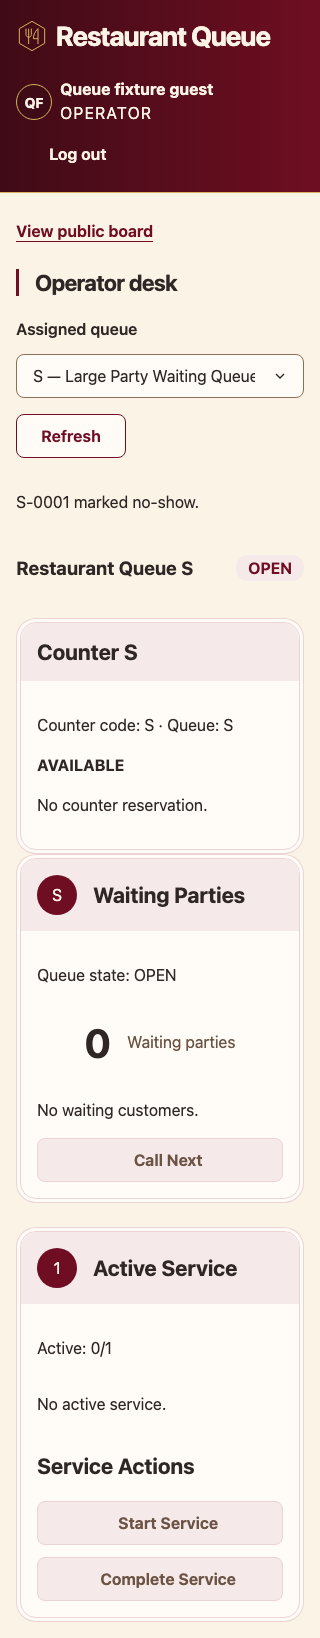 Restaurant Queue
QF
Queue fixture guest
OPERATOR
Log out
View public board
Operator desk
Assigned queue
S — Large Party Waiting Queue
Refresh
S-0001 marked no-show.
Restaurant Queue S
OPEN
Counter S
Counter code: S · Queue: S
AVAILABLE
No counter reservation.
S
Waiting Parties
Queue state: OPEN
0 Waiting parties
No waiting customers.
Call Next
1
Active Service
Active: 0/1
No active service.
Service Actions
Start Service
Complete Service